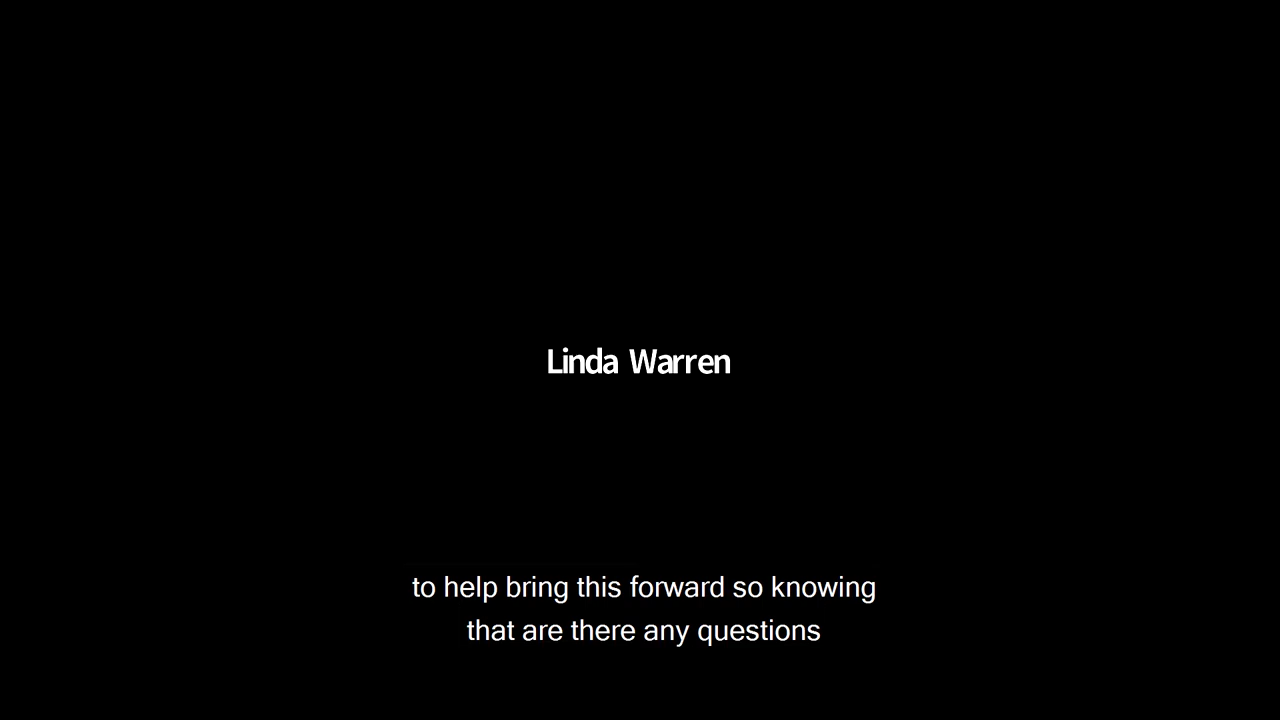 Linda Warren
to help bring this forward so knowing
that are there any questions